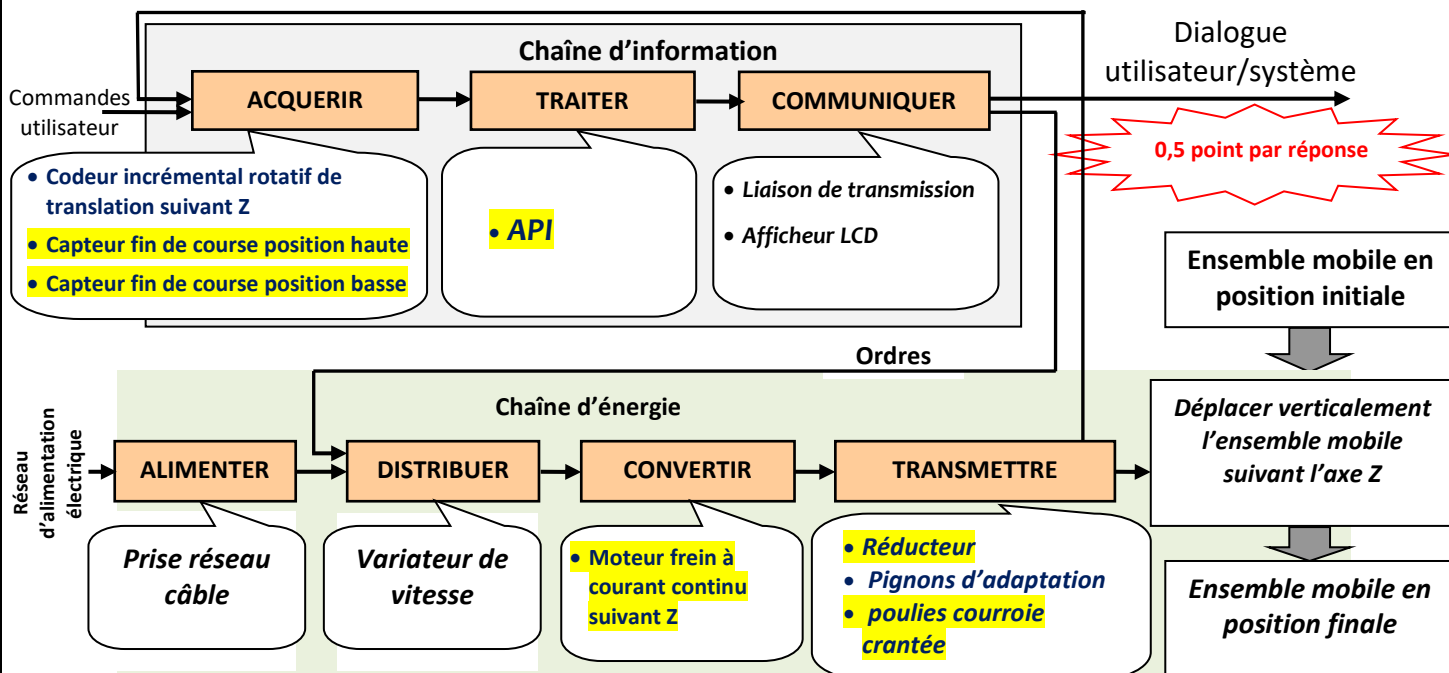 Chaîne d’information
Dialogue
utilisateur/système
Commandes
utilisateur
ACQUERIR
TRAITER
COMMUNIQUER
0,5 point par réponse
• Codeur incrémental rotatif de
translation suivant Z
• Capteur fin de course position haute
• Capteur fin de course position basse
• API
• Liaison de transmission
• Afficheur LCD
Ensemble mobile en
position initiale
Ordres
Chaîne d’énergie
Réseau
d’alimentation
électrique
ALIMENTER
DISTRIBUER
CONVERTIR
TRANSMETTRE
Déplacer verticalement
l’ensemble mobile
suivant l’axe Z
Prise réseau
câble
Variateur de
vitesse
• Moteur frein à
courant continu
suivant Z
• Réducteur
• Pignons d’adaptation
• poulies courroie
crantée
Ensemble mobile en
position finale